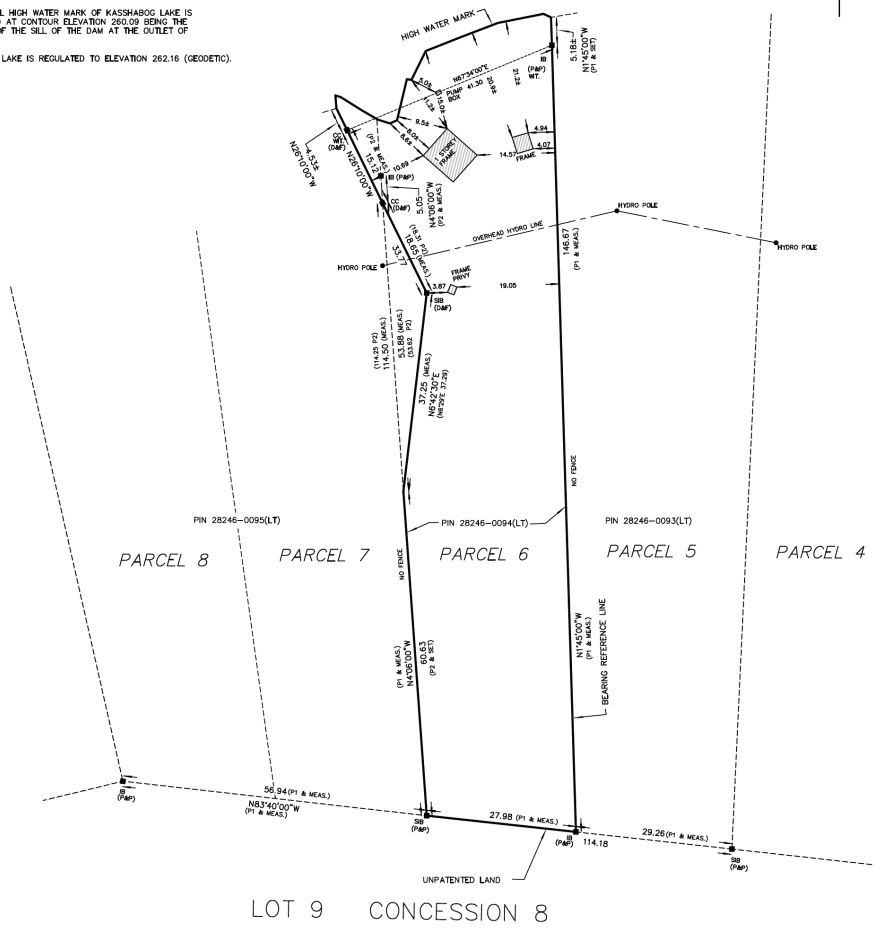 L HIGH WATER MARK OF KASSHABOG LAKE IS
AT CONTOUR ELEVATION 260.09 BEING THE
OF THE SILL OF THE DAM AT THE OUTLET OF
LAKE IS REGULATED TO ELEVATION 262.16 (GEODETIC).
HIGH WATER MARK
5.18±
N1°45'00"W
(P1 & SET)
IB
(P&P)
WIT.
N67°34'00"E
PUMP 41.30
BOX
20.9±
21.2±
5.0±
15.0±
11.2±
9.5±
8.0±
8.6±
1 STOREY
FRAME
4.94
4.07
14.57
FRAME
CC
WIT.
(D&F)
4.53±
N26°10'00"W
N26°10'00"W
(P2 & MEAS.)
15.12
10.69
IB (P&P)
CC
(D&F)
5.05
N4°06'00"W
(P2 & MEAS.)
HYDRO POLE
OVERHEAD HYDRO LINE
HYDRO POLE
HYDRO POLE
146.67
(P1 & MEAS.)
(18.31 P2)
18.65 (MEAS.)
33.77
FRAME
PRIVY
3.87
19.05
SIB
(D&F)
(114.25 P2)
114.50 (MEAS.)
53.88 (MEAS.)
(53.62 P2)
37.25 (MEAS.)
N6°42'30"E
(N6°29'E 37.29)
NO FENCE
PIN 28246-0095(LT)
PIN 28246-0094(LT)
PIN 28246-0093(LT)
PARCEL 8
PARCEL 7
PARCEL 6
PARCEL 5
PARCEL 4
NO FENCE
(P1 & MEAS.)
N4°06'00"W
60.63
(P2 & SET)
N1°45'00"W
(P1 & MEAS.)
BEARING REFERENCE LINE
IB
(P&P)
56.94(P1 & MEAS.)
N83°40'00"W
(P1 & MEAS.)
SIB
(P&P)
27.98 (P1 & MEAS.)
IB
(P&P)
114.18
29.26(P1 & MEAS.)
SIB
(P&P)
UNPATENTED LAND
LOT 9 CONCESSION 8